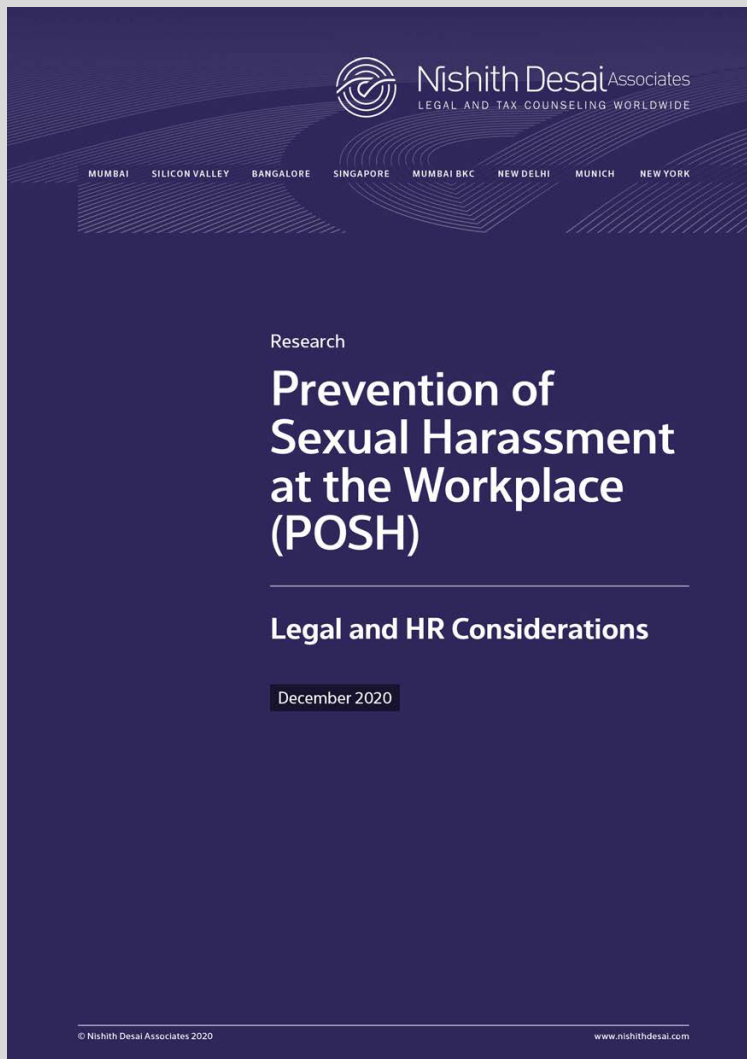 Nishith Desai Associates
LEGAL AND TAX COUNSELING WORLDWIDE
MUMBAI SILICON VALLEY BANGALORE SINGAPORE MUMBAI BKC NEW DELHI MUNICH NEW YORK
Research
Prevention of
Sexual Harassment
at the Workplace
(POSH)
Legal and HR Considerations
December 2020
© Nishith Desai Associates 2020 www.nishithdesai.com